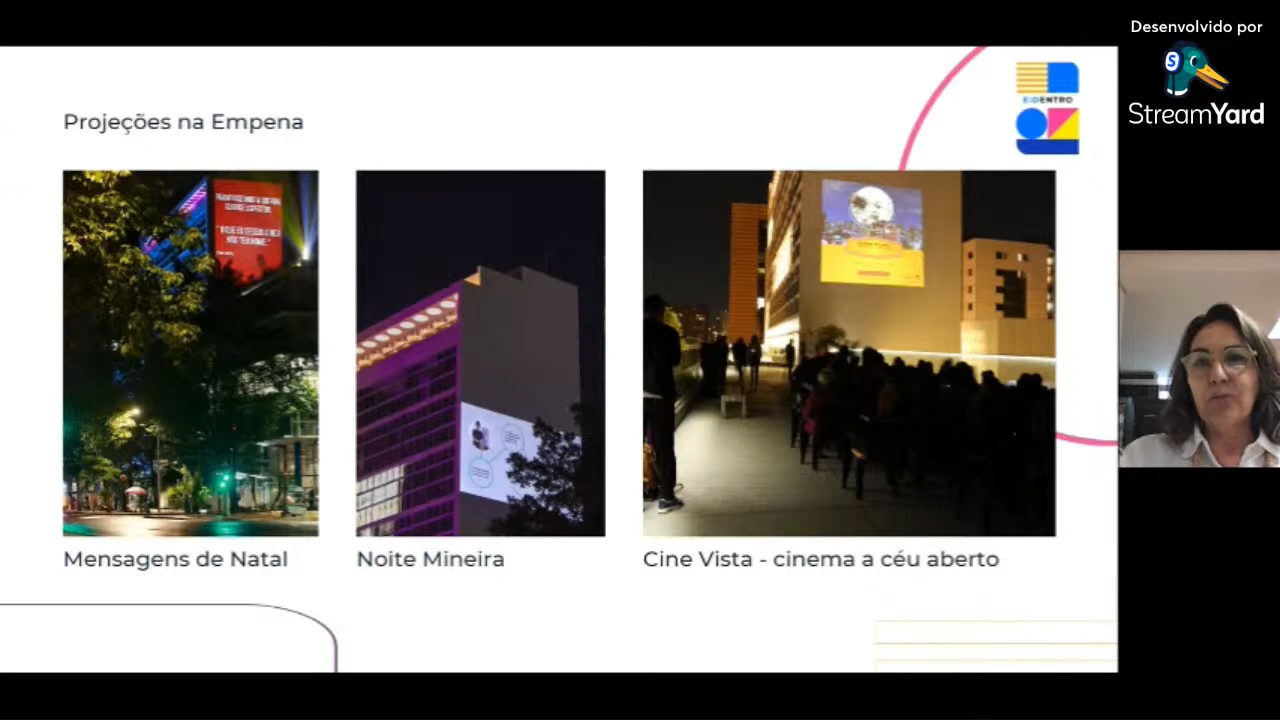 Desenvolvido por
StreamYard
Projeções na Empena
Mensagens de Natal
Noite Mineira
Cine Vista - cinema a céu aberto